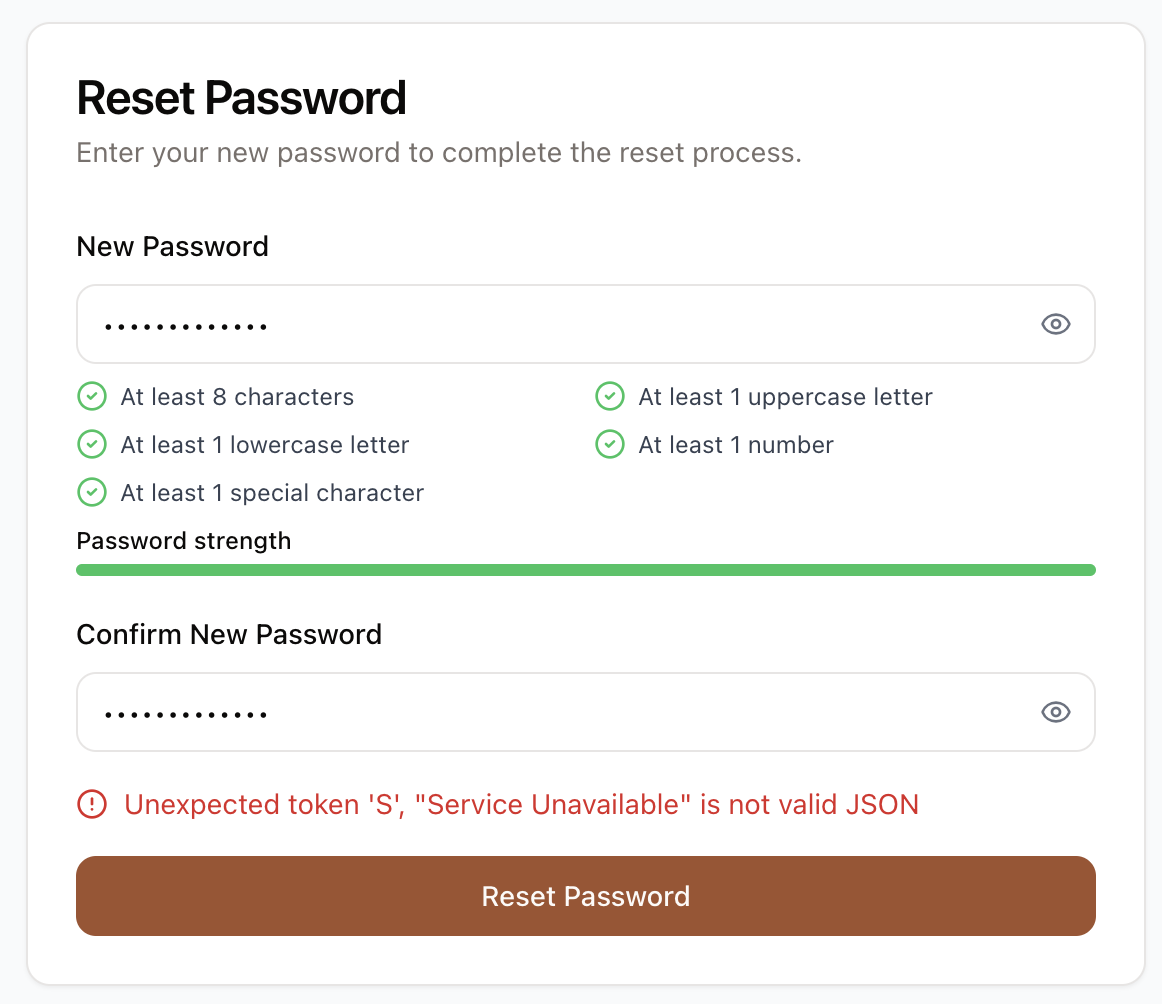 Reset Password
Enter your new password to complete the reset process.
New Password
•••••••••••••
At least 8 characters
At least 1 uppercase letter
At least 1 lowercase letter
At least 1 number
At least 1 special character
Password strength
Confirm New Password
•••••••••••••
Unexpected token 'S', "Service Unavailable" is not valid JSON
Reset Password